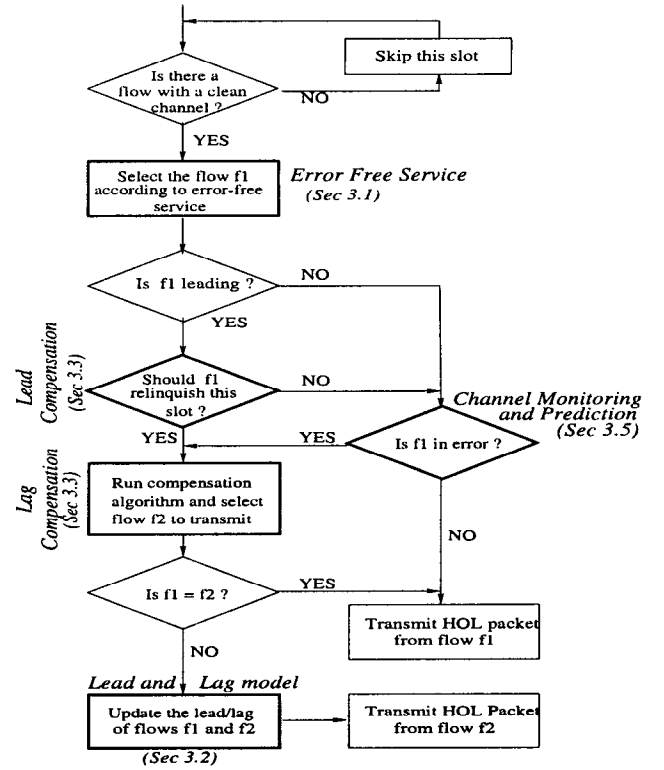 Skip this slot
Is there a
flow with a clean
channel ?
NO
YES
Select the flow f1
according to error-free
service
Error Free Service
(Sec 3.1)
Is f1 leading ?
NO
YES
Lead
Compensation
(Sec 3.3)
Should f1
relinquish this
slot ?
NO
Channel Monitoring
and Prediction
(Sec 3.5)
YES
YES
Is f1 in error ?
Lag
Compensation
(Sec 3.3)
Run compensation
algorithm and select
flow f2 to transmit
NO
Is f1 = f2 ?
YES
Transmit HOL packet
from flow f1
NO
Lead and Lag model
Update the lead/lag
of flows f1 and f2
Transmit HOL Packet
from flow f2
(Sec 3.2)